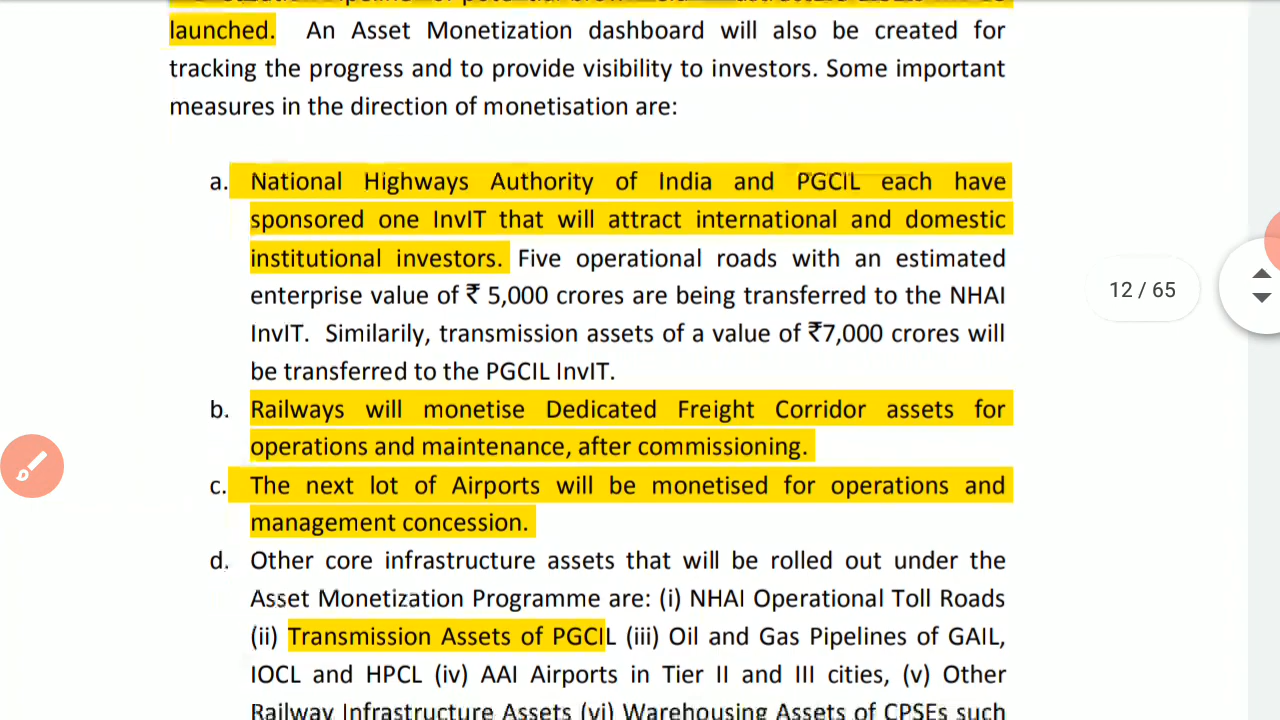 launched. An Asset Monetization dashboard will also be created for
tracking the progress and to provide visibility to investors. Some important
measures in the direction of monetisation are:
a. National Highways Authority of India and PGCIL each have
sponsored one InvIT that will attract international and domestic
institutional investors. Five operational roads with an estimated
enterprise value of ₹ 5,000 crores are being transferred to the NHAI
InvIT. Similarily, transmission assets of a value of ₹7,000 crores will
be transferred to the PGCIL InvIT.
b. Railways will monetise Dedicated Freight Corridor assets for
operations and maintenance, after commissioning.
c. The next lot of Airports will be monetised for operations and
management concession.
d. Other core infrastructure assets that will be rolled out under the
Asset Monetization Programme are: (i) NHAI Operational Toll Roads
(ii) Transmission Assets of PGCIL (iii) Oil and Gas Pipelines of GAIL,
IOCL and HPCL (iv) AAI Airports in Tier II and III cities, (v) Other
Railway Infrastructure Assets (vi) Warehousing Assets of CPSEs such
12 / 65